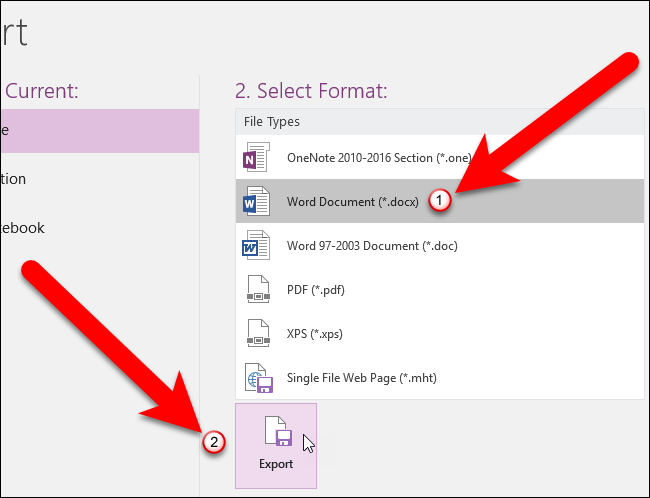 rt
Current:
e
tion
tebook
2. Select Format:
File Types
OneNote 2010-2016 Section (*.one)
Word Document (*.docx)
1
Word 97-2003 Document (*.doc)
PDF (*.pdf)
XPS (*.xps)
Single File Web Page (*.mht)
2
Export